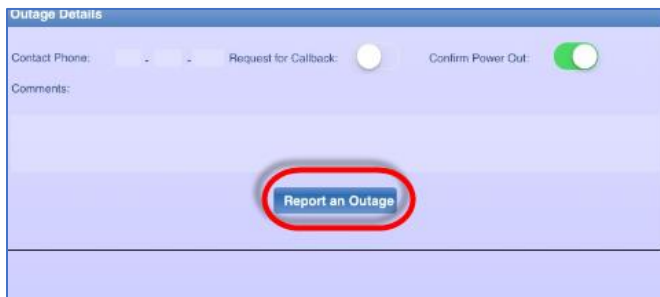 Outage Details
Contact Phone: - - Request for Callback: Confirm Power Out:
Comments:
Report an Outage